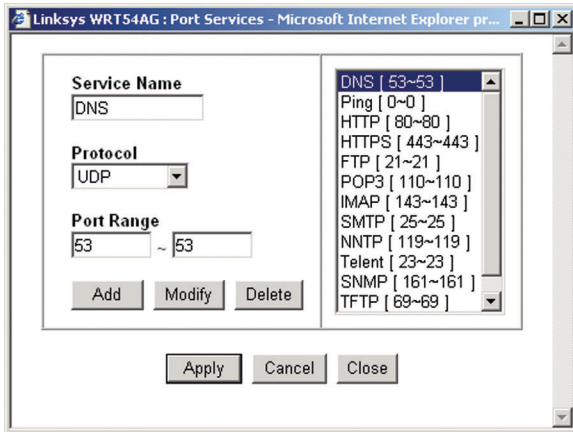 Linksys WRT54AG : Port Services - Microsoft Internet Explorer pr...
Service Name
DNS
Protocol
UDP
Port Range
53 ~ 53
Add Modify Delete
DNS [ 53~53 ]
Ping [ 0~0 ]
HTTP [ 80~80 ]
HTTPS [ 443~443 ]
FTP [ 21~21 ]
POP3 [ 110~110 ]
IMAP [ 143~143 ]
SMTP [ 25~25 ]
NNTP [ 119~119 ]
Telent [ 23~23 ]
SNMP [ 161~161 ]
TFTP [ 69~69 ]
Apply Cancel Close